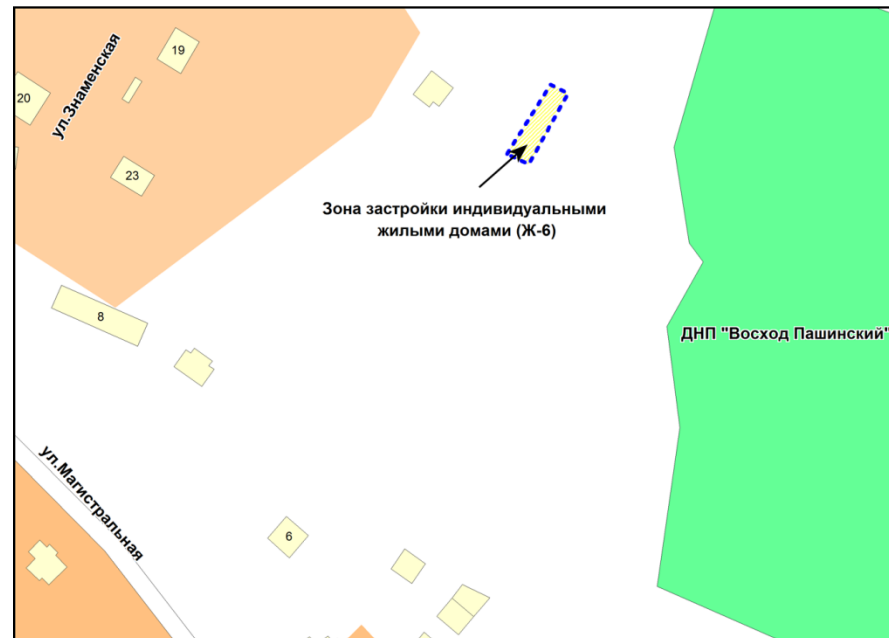 19
20
ул.Знаменская
23
Зона застройки индивидуальными
жилыми домами (Ж-6)
8
ДНП "Восход Пашинский"
ул.Магистральная
6